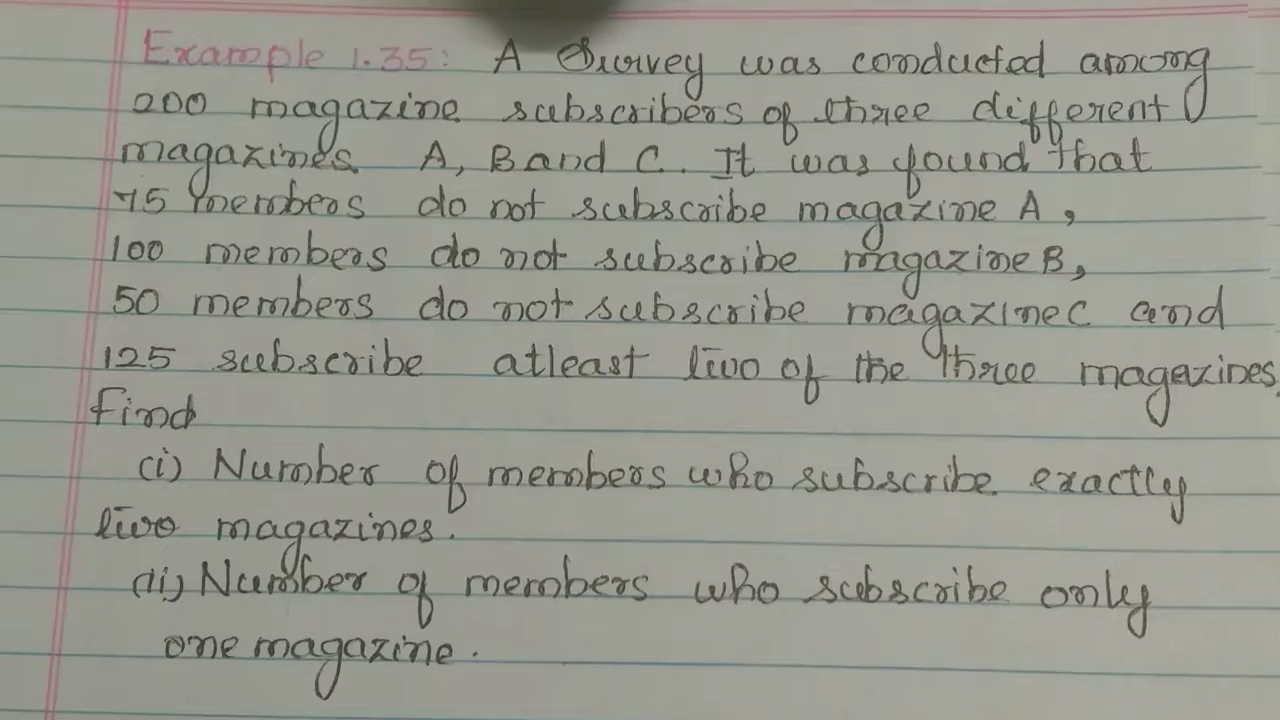 Example 1.35: A Survey was conducted among
200 magazine subscribers of three different
magazines A, B and C. It was found that
75 members do not subscribe magazine A,
100 members do not subscribe magazine B,
50 members do not subscribe magazine C and
125 subscribe atleast two of the three magazines.
Find
(i) Number of members who subscribe exactly
two magazines.
(ii) Number of members who subscribe only
one magazine.